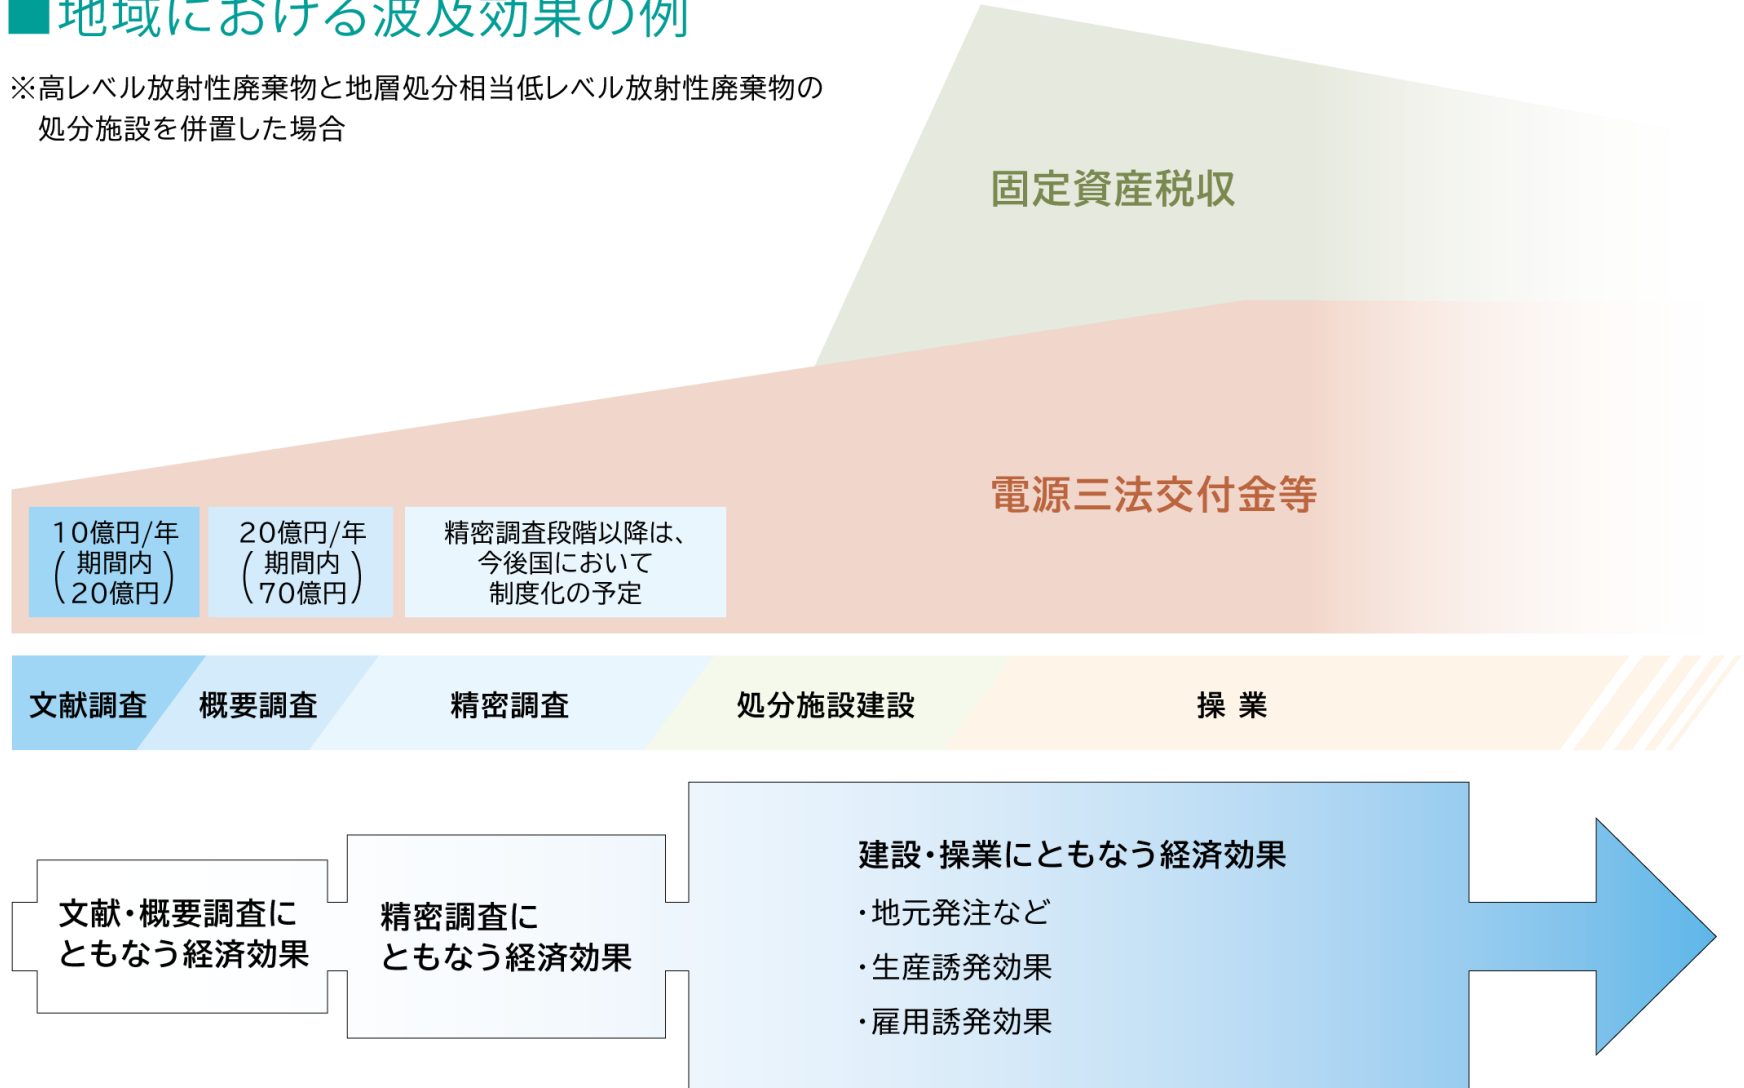 ■地域における波及効果の例
※高レベル放射性廃棄物と地層処分相当低レベル放射性廃棄物の
処分施設を併置した場合
固定資産税収
電源三法交付金等
10億円/年
(期間内
20億円)
20億円/年
(期間内
70億円)
精密調査段階以降は、
今後国において
制度化の予定
文献調査
概要調査
精密調査
処分施設建設
操 業
文献・概要調査に
ともなう経済効果
精密調査に
ともなう経済効果
建設・操業にともなう経済効果
・地元発注など
・生産誘発効果
・雇用誘発効果